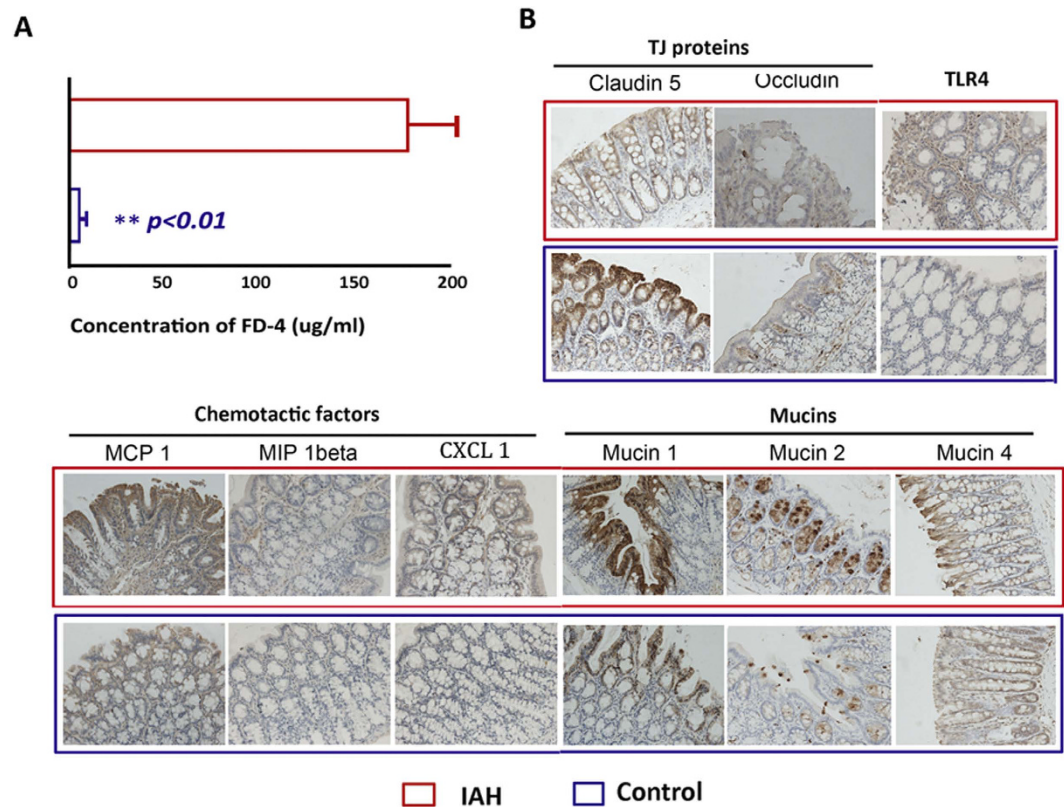 A
** p<0.01
0 50 100 150 200
Concentration of FD-4 (ug/ml)
B
TJ proteins
Claudin 5 Occludin TLR4
Chemotactic factors Mucins
MCP 1 MIP 1beta CXCL 1 Mucin 1 Mucin 2 Mucin 4
IAH Control